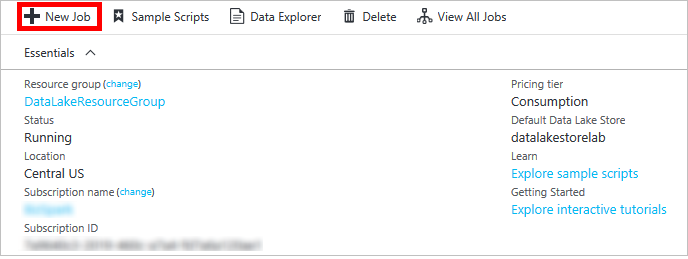 New Job Sample Scripts Data Explorer Delete View All Jobs
Essentials
Resource group (change)
DataLakeResourceGroup
Status
Running
Location
Central US
Subscription name (change)
Subscription ID
Pricing tier
Consumption
Default Data Lake Store
datalakestorelab
Learn
Explore sample scripts
Getting Started
Explore interactive tutorials